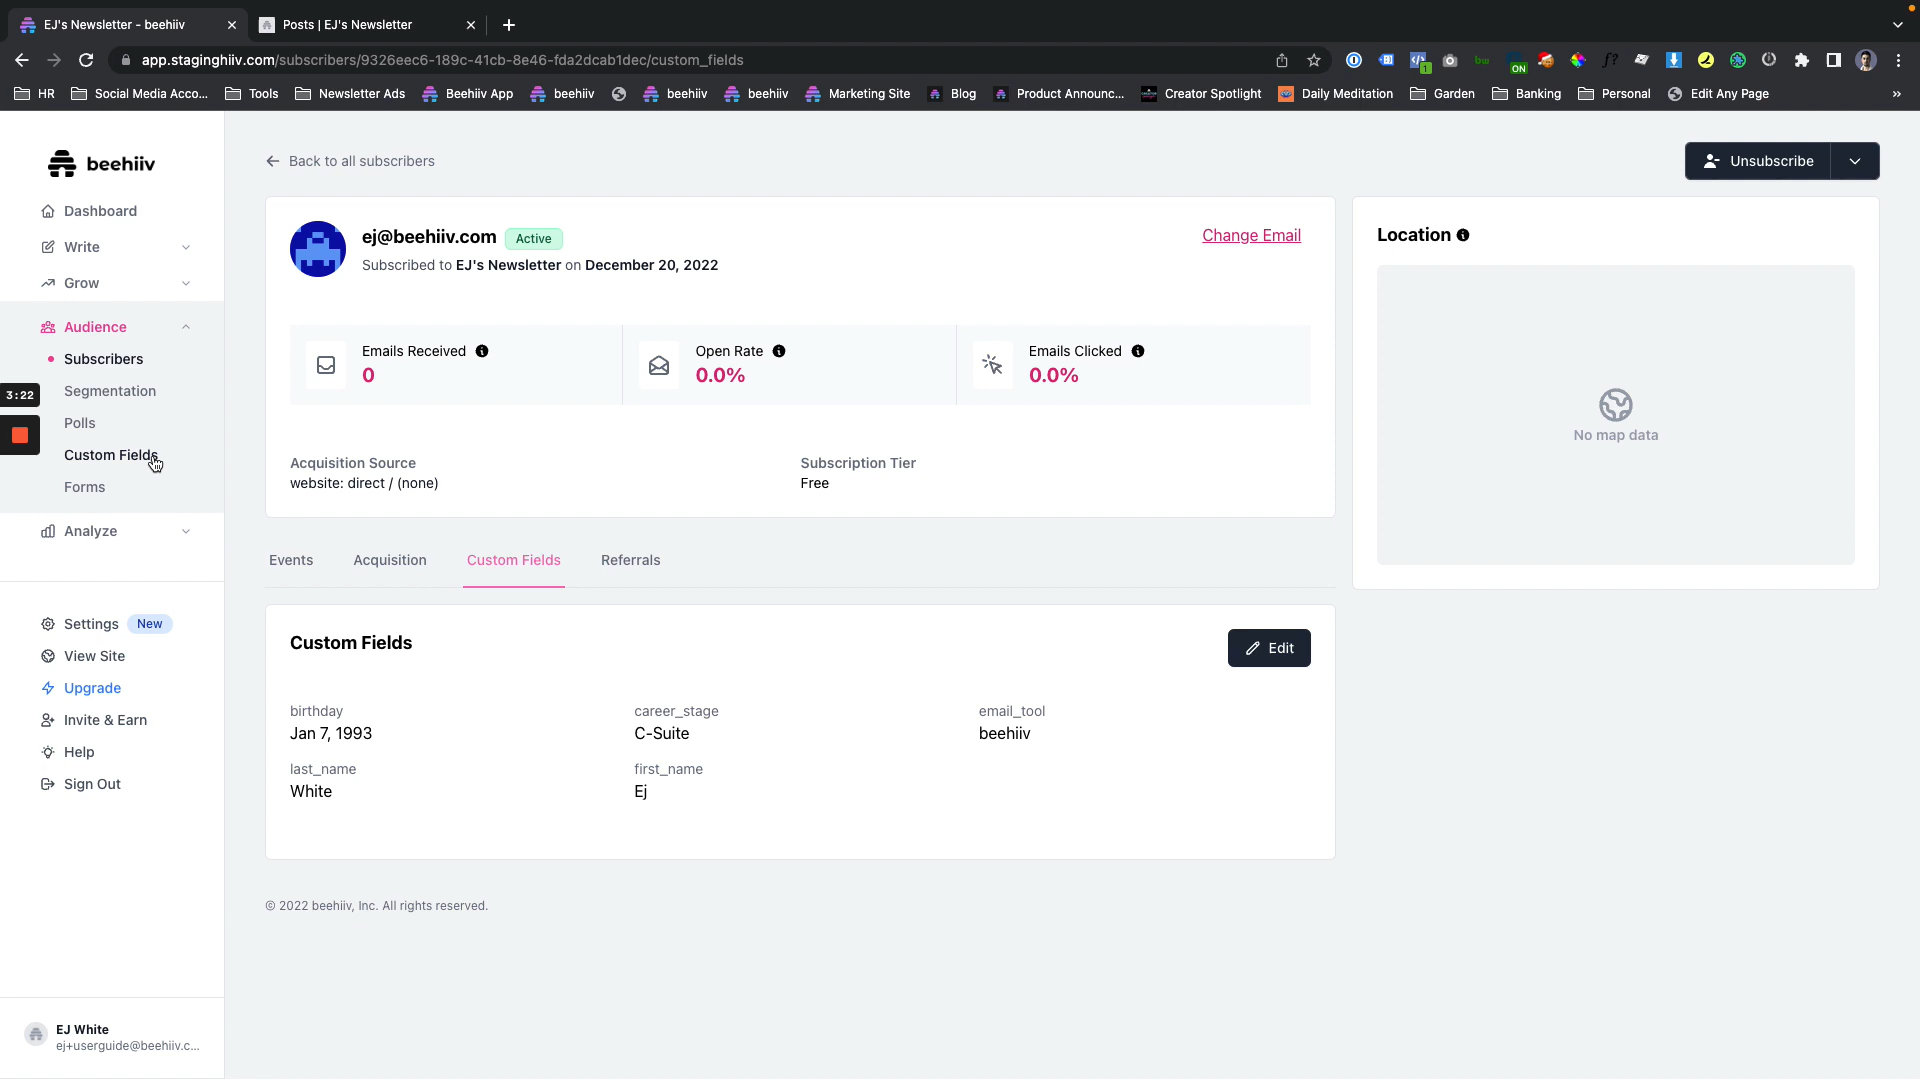 EJ's Newsletter - beehiiv
Posts | EJ's Newsletter
app.staginghiiv.com/subscribers/9326eec6-189c-41cb-8e46-fda2dcab1dec/custom_fields
1
bw
ON
f?
HR
Social Media Acco...
Tools
Newsletter Ads
Beehiiv App
beehiiv
beehiiv
beehiiv
Marketing Site
Blog
Product Announc...
Creator Spotlight
Daily Meditation
Garden
Banking
Personal
Edit Any Page
»
beehiiv
Dashboard
Write
Grow
Audience
Subscribers
Segmentation
Polls
Custom Fields
Forms
Analyze
3:22
Settings New
View Site
Upgrade
Invite & Earn
Help
Sign Out
EJ White
ej+userguide@beehiiv.c...
Back to all subscribers
Unsubscribe
ej@beehiiv.com Active
Change Email
Subscribed to EJ's Newsletter on December 20, 2022
Emails Received
0
Open Rate
0.0%
Emails Clicked
0.0%
Acquisition Source
website: direct / (none)
Subscription Tier
Free
Location
No map data
Events
Acquisition
Custom Fields
Referrals
Custom Fields
Edit
birthday
Jan 7, 1993
career_stage
C-Suite
email_tool
beehiiv
last_name
White
first_name
Ej
© 2022 beehiiv, Inc. All rights reserved.